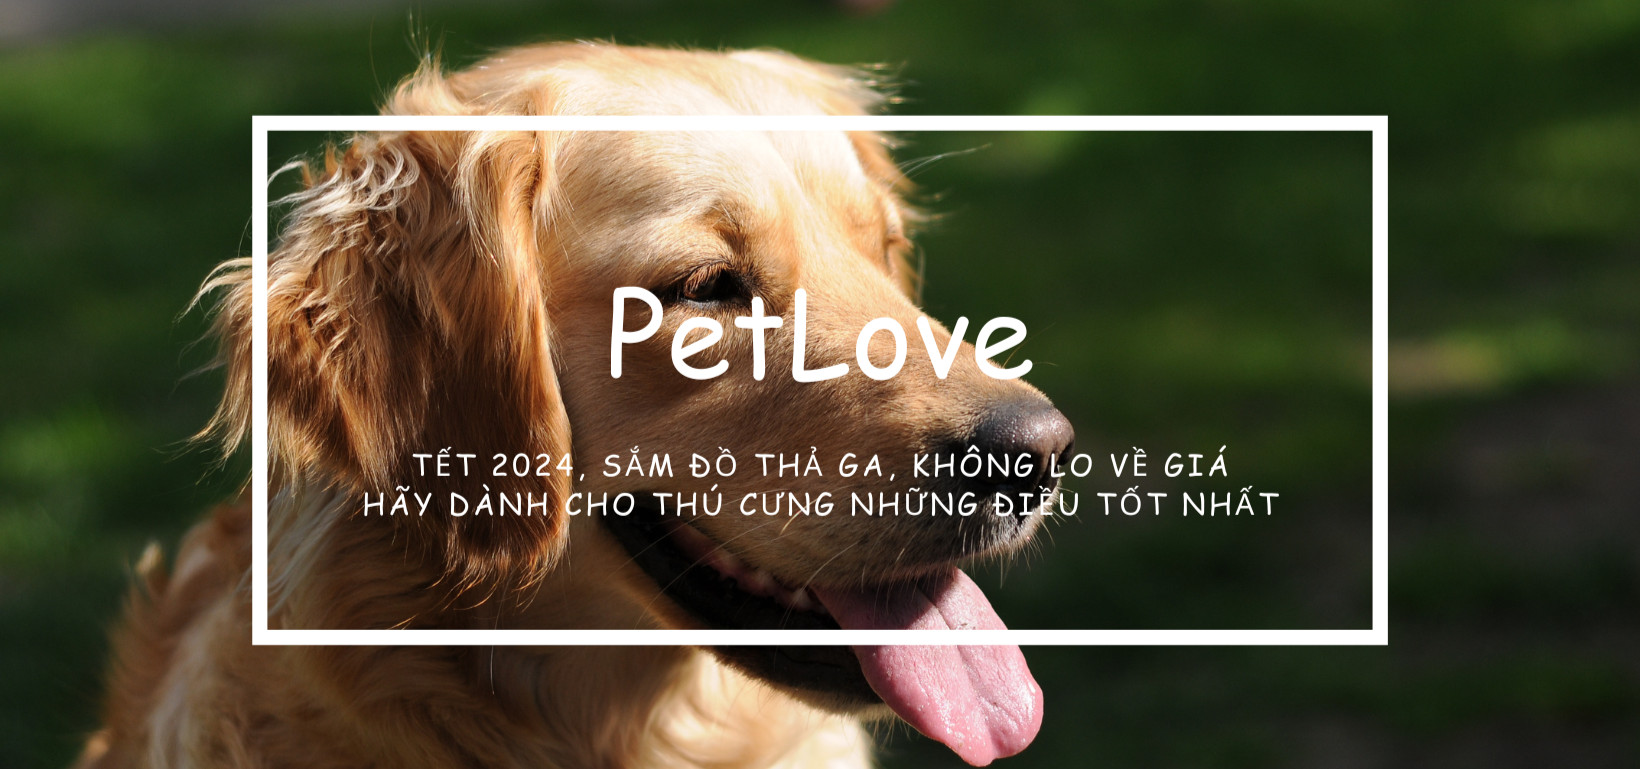 PetLove
TẾT 2024, SẮM ĐỒ THẢ GA, KHÔNG LO VỀ GIÁ
HÃY DÀNH CHO THÚ CƯNG NHỮNG ĐIỀU TỐT NHẤT